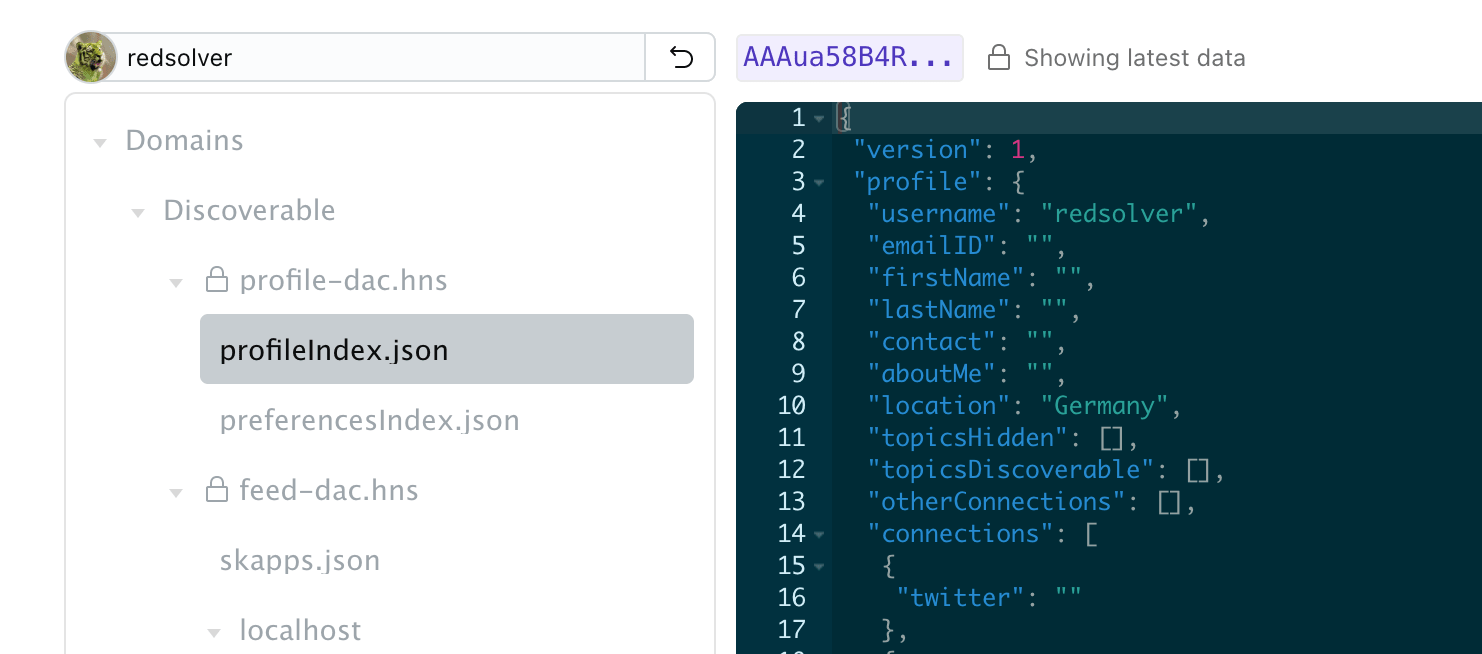 redsolver
AAAua58B4R...
Showing latest data
Domains
Discoverable
profile-dac.hns
profileIndex.json
preferencesIndex.json
feed-dac.hns
skapps.json
localhost
1 {
2 "version": 1,
3 "profile": {
4 "username": "redsolver",
5 "emailID": "",
6 "firstName": "",
7 "lastName": "",
8 "contact": "",
9 "aboutMe": "",
10 "location": "Germany",
11 "topicsHidden": [],
12 "topicsDiscoverable": [],
13 "otherConnections": [],
14 "connections": [
15 {
16 "twitter": ""
17 },